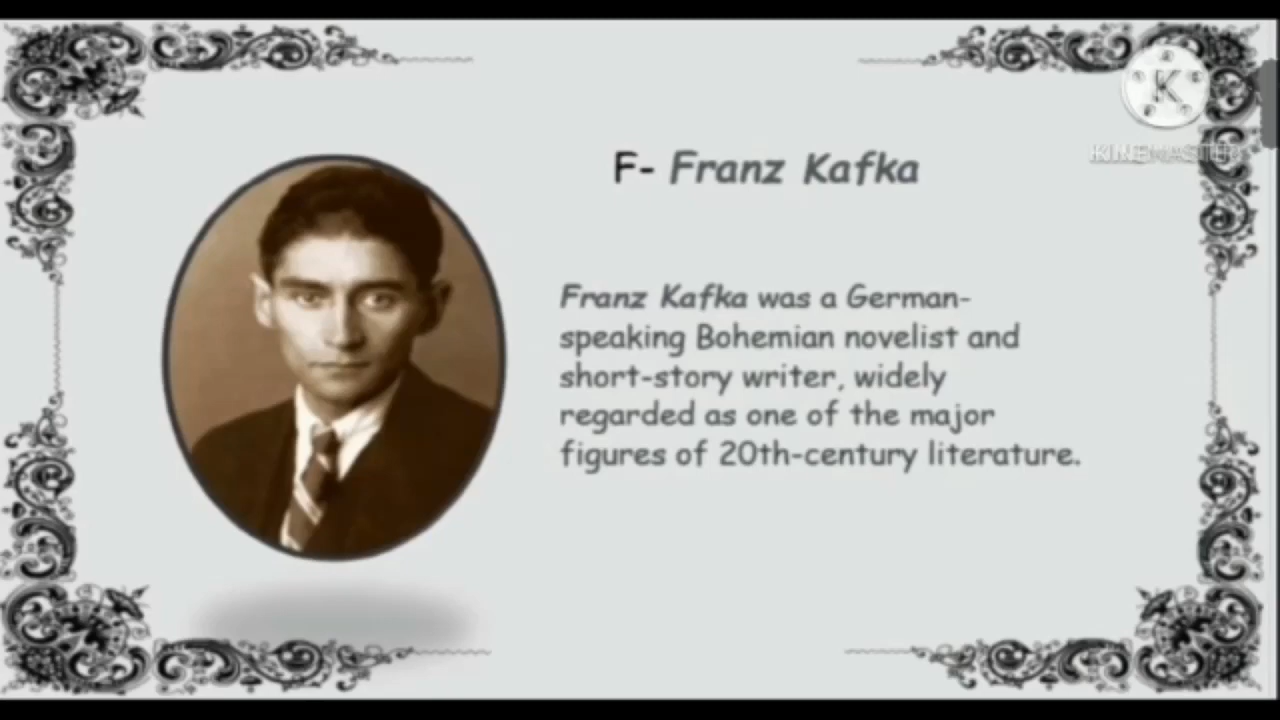 F- Franz Kafka
K
KINEMASTER
Franz Kafka was a German-
speaking Bohemian novelist and
short-story writer, widely
regarded as one of the major
figures of 20th-century literature.